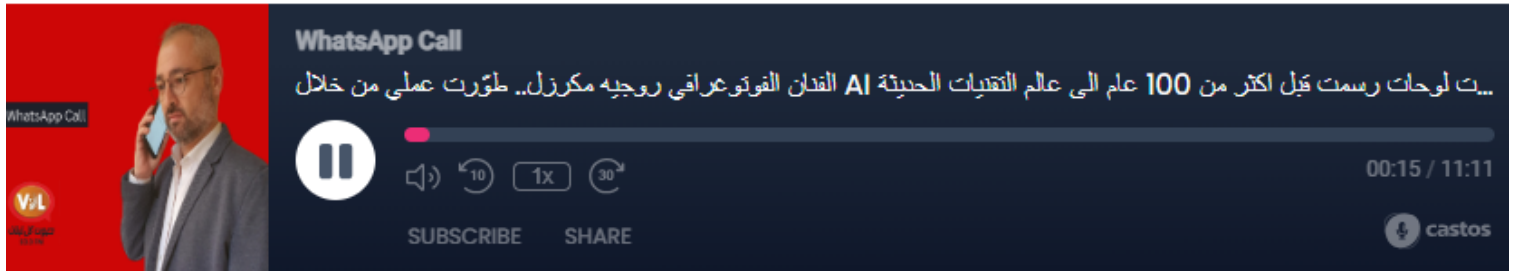 WhatsApp Call
...ت لوحات رسمت قبل اكثر من 100 عام الى عالم التقنيات الحديثة AI الفنان الفوتوغرافي روجيه مكرزل.. طوّرت عملي من خلال
WhatsApp Call
10
1x
30
00:15 / 11:11
VdL
SUBSCRIBE SHARE
castos